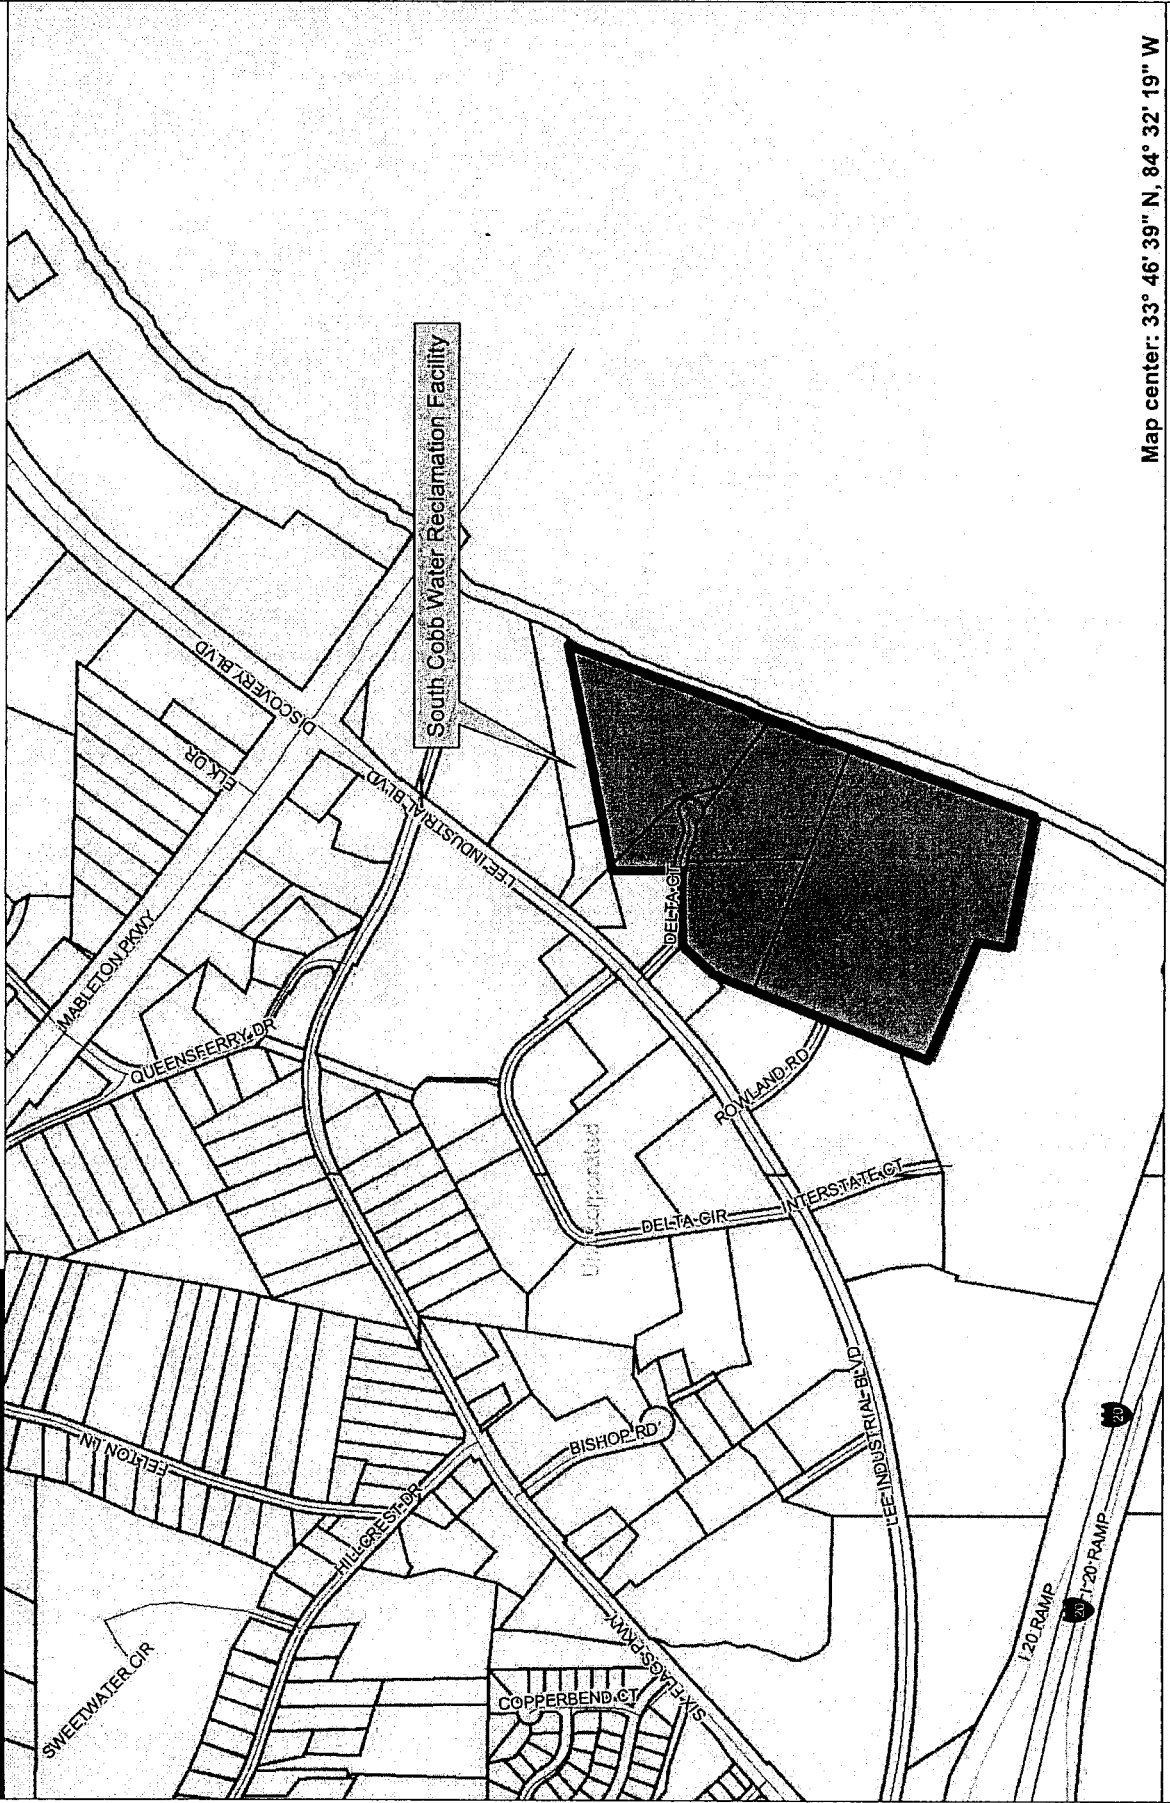 DISCOVERY BLVD
ELK DR
South Cobb Water Reclamation Facility
LEE INDUSTRIAL BLVD
MABLETON PKWY
QUEENSFERRY DR
DELTA CT
ROWLAND RD
Unincorporated
DELTA CIR
INTERSTATE CT
FELTON LN
HILLCREST DR
BISHOP RD
LEE INDUSTRIAL BLVD
SWEETWATER CIR
COPPERBEND CT
SIX FLAGS PKWY
I 20 RAMP
20
I 20 RAMP
20
Map center: 33° 46' 39" N, 84° 32' 19" W